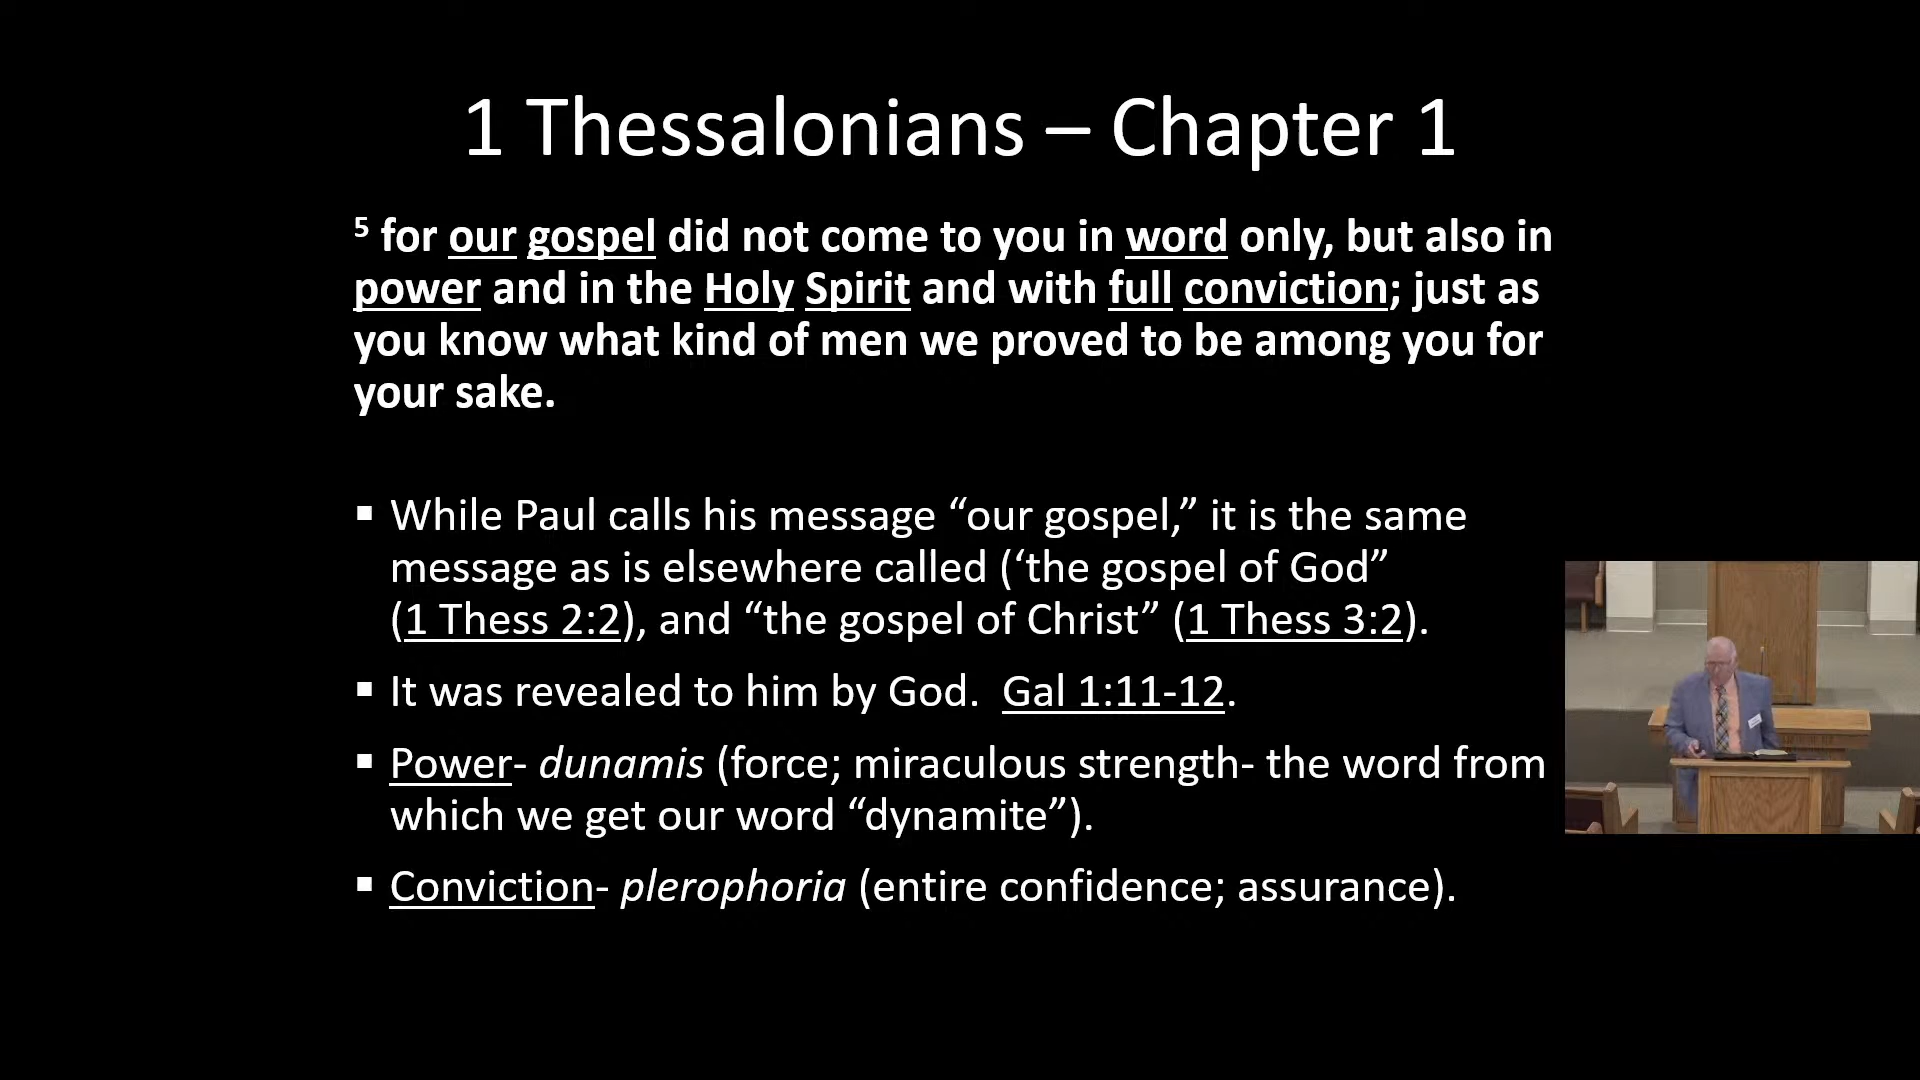 1 Thessalonians – Chapter 1
5 for our gospel did not come to you in word only, but also in
power and in the Holy Spirit and with full conviction; just as
you know what kind of men we proved to be among you for
your sake.
▪ While Paul calls his message “our gospel,” it is the same
message as is elsewhere called (‘the gospel of God”
(1 Thess 2:2), and “the gospel of Christ” (1 Thess 3:2).
▪ It was revealed to him by God.  Gal 1:11-12.
▪ Power- dunamis (force; miraculous strength- the word from
which we get our word “dynamite”).
▪ Conviction- plerophoria (entire confidence; assurance).